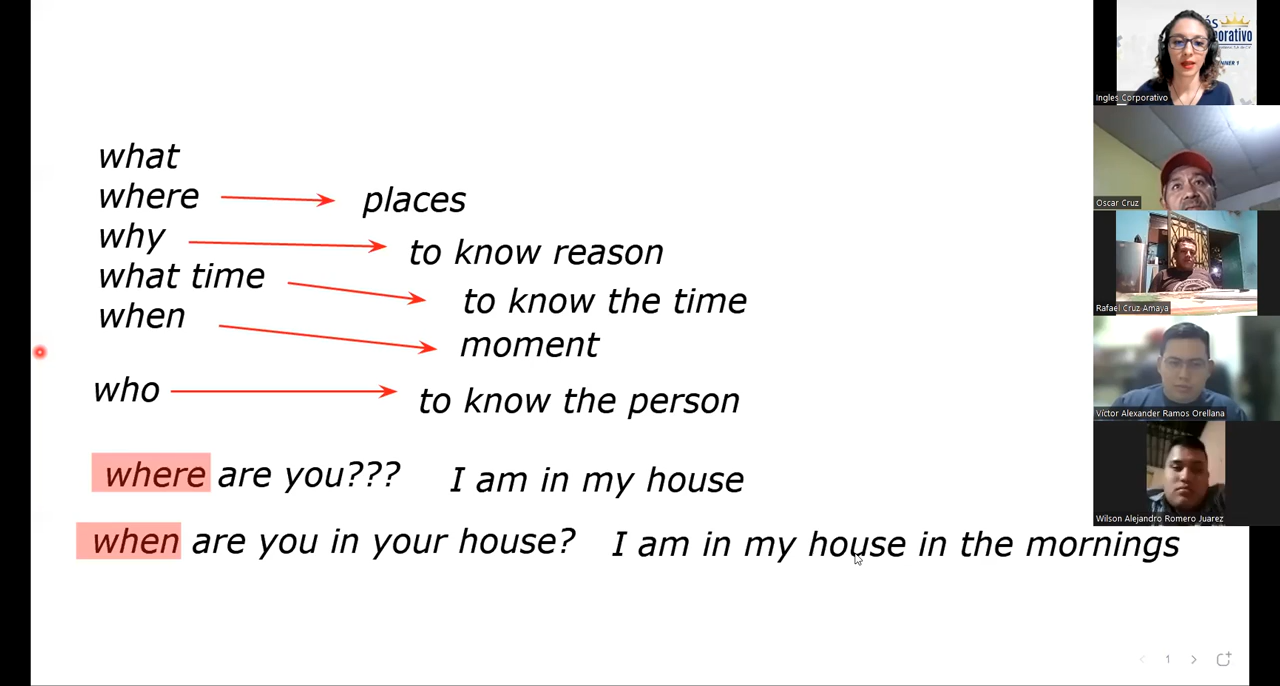 what
where places
why to know reason
what time to know the time
when moment
who to know the person
where are you??? I am in my house
when are you in your house? I am in my house in the mornings
1
Ingles Corporativo
Oscar Cruz
Rafael Cruz Amaya
Víctor Alexander Ramos Orellana
Wilson Alejandro Romero Juarez